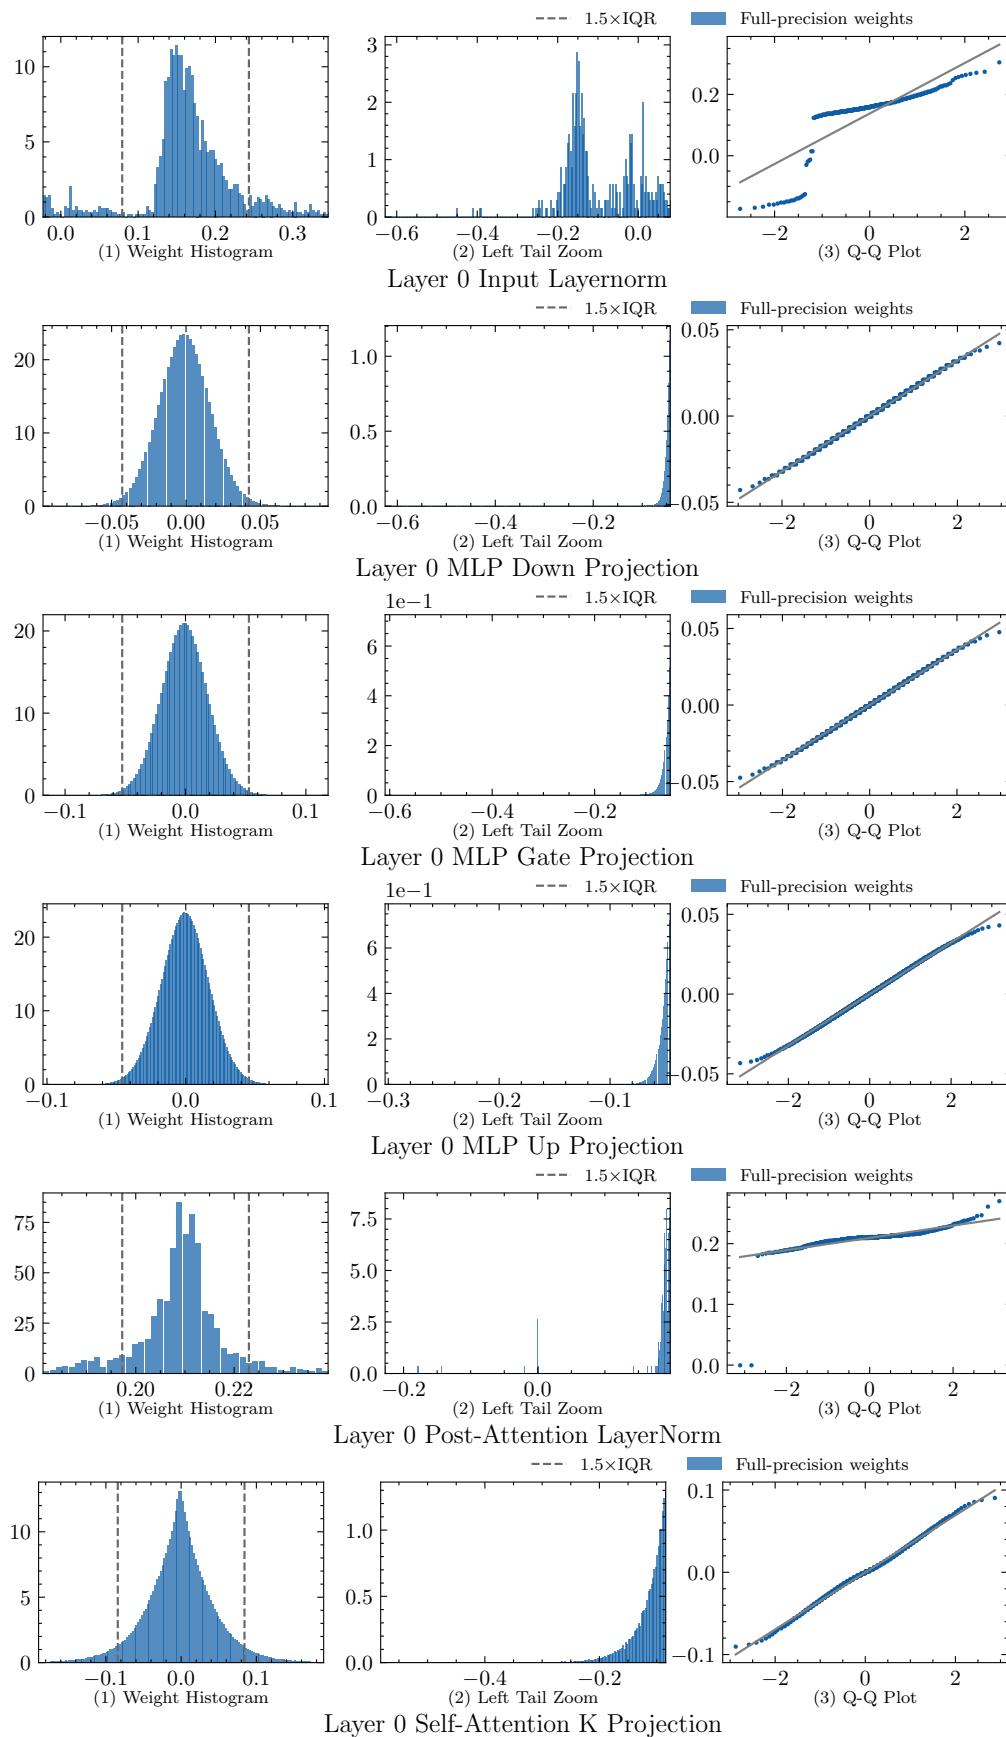 1.5×IQR Full-precision weights
10
5
0
0.0 0.1 0.2 0.3
(1) Weight Histogram
3
2
1
0
−0.6 −0.4 −0.2 0.0
(2) Left Tail Zoom
0.2
0.0
−2 0 2
(3) Q-Q Plot
Layer 0 Input Layernorm
1.5×IQR Full-precision weights
20
10
0
−0.05 0.00 0.05
(1) Weight Histogram
1.0
0.5
0.0
−0.6 −0.4 −0.2
(2) Left Tail Zoom
0.05
0.00
−0.05
−2 0 2
(3) Q-Q Plot
Layer 0 MLP Down Projection
1.5×IQR Full-precision weights
20
10
0
−0.1 0.0 0.1
(1) Weight Histogram
1e−1
6
4
2
0
−0.6 −0.4 −0.2
(2) Left Tail Zoom
0.05
0.00
−0.05
−2 0 2
(3) Q-Q Plot
Layer 0 MLP Gate Projection
1.5×IQR Full-precision weights
20
10
0
−0.1 0.0 0.1
(1) Weight Histogram
1e−1
6
4
2
0
−0.3 −0.2 −0.1
(2) Left Tail Zoom
0.05
0.00
−0.05
−2 0 2
(3) Q-Q Plot
Layer 0 MLP Up Projection
1.5×IQR Full-precision weights
75
50
25
0
0.20 0.22
(1) Weight Histogram
7.5
5.0
2.5
0.0
−0.2 0.0
(2) Left Tail Zoom
0.2
0.0
−2 0 2
(3) Q-Q Plot
Layer 0 Post-Attention LayerNorm
1.5×IQR Full-precision weights
10
5
0
−0.1 0.0 0.1
(1) Weight Histogram
1.0
0.5
0.0
−0.4 −0.2
(2) Left Tail Zoom
0.1
0.0
−0.1
−2 0 2
(3) Q-Q Plot
Layer 0 Self-Attention K Projection